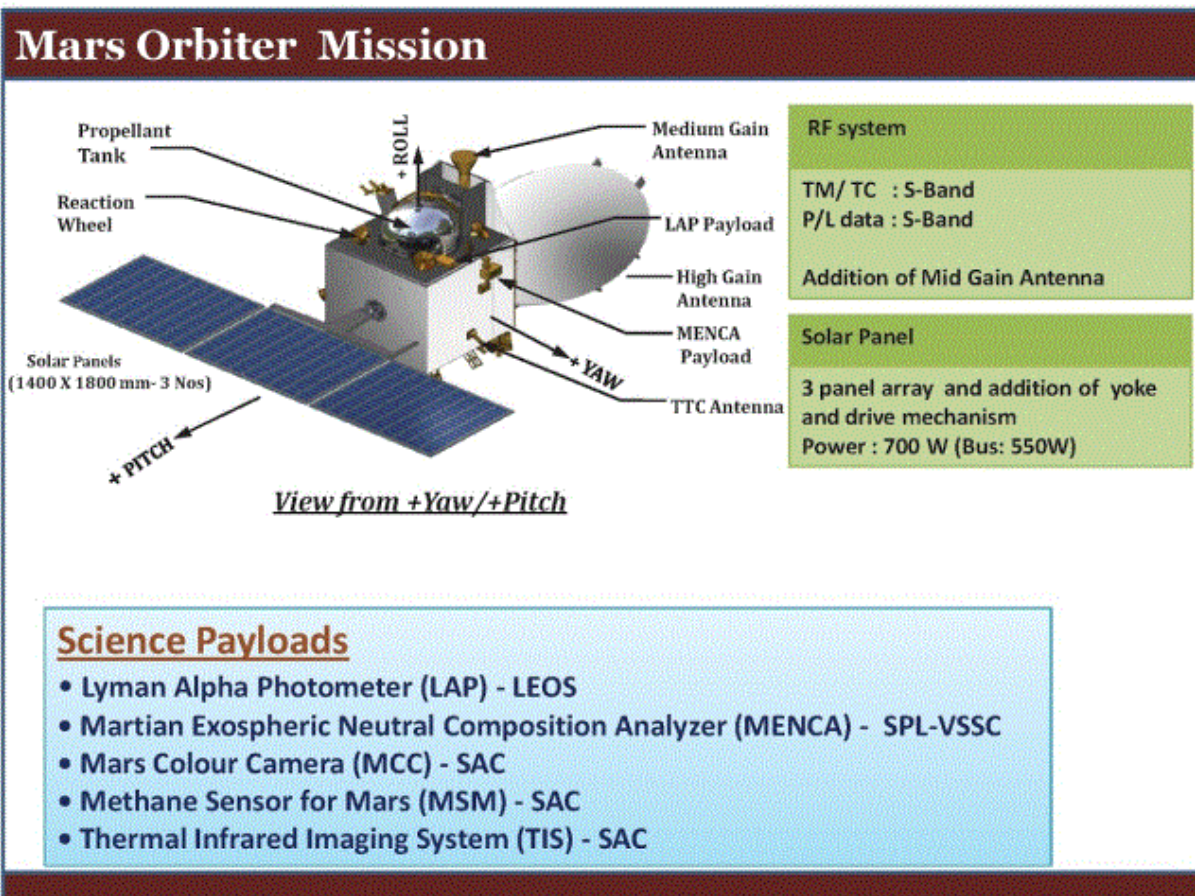 Mars Orbiter Mission
Propellant
Tank
+ ROLL
Medium Gain
Antenna
Reaction
Wheel
LAP Payload
High Gain
Antenna
MENCA
Payload
+ YAW
TTC Antenna
Solar Panels
(1400 X 1800 mm- 3 Nos)
+ PITCH
View from +Yaw/+Pitch
RF system
TM/ TC : S-Band
P/L data : S-Band
Addition of Mid Gain Antenna
Solar Panel
3 panel array and addition of yoke
and drive mechanism
Power : 700 W (Bus: 550W)
Science Payloads
• Lyman Alpha Photometer (LAP) - LEOS
• Martian Exospheric Neutral Composition Analyzer (MENCA) - SPL-VSSC
• Mars Colour Camera (MCC) - SAC
• Methane Sensor for Mars (MSM) - SAC
• Thermal Infrared Imaging System (TIS) - SAC